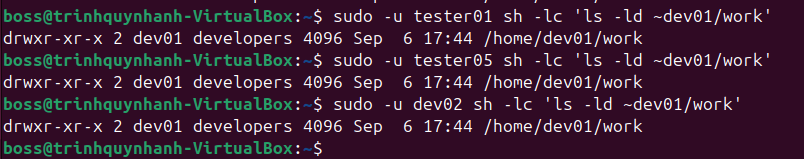 boss@trinhquynhanh-VirtualBox:~$ sudo -u tester01 sh -lc 'ls -ld ~dev01/work'
drwxr-xr-x 2 dev01 developers 4096 Sep  6 17:44 /home/dev01/work
boss@trinhquynhanh-VirtualBox:~$ sudo -u tester05 sh -lc 'ls -ld ~dev01/work'
drwxr-xr-x 2 dev01 developers 4096 Sep  6 17:44 /home/dev01/work
boss@trinhquynhanh-VirtualBox:~$ sudo -u dev02 sh -lc 'ls -ld ~dev01/work'
drwxr-xr-x 2 dev01 developers 4096 Sep  6 17:44 /home/dev01/work
boss@trinhquynhanh-VirtualBox:~$